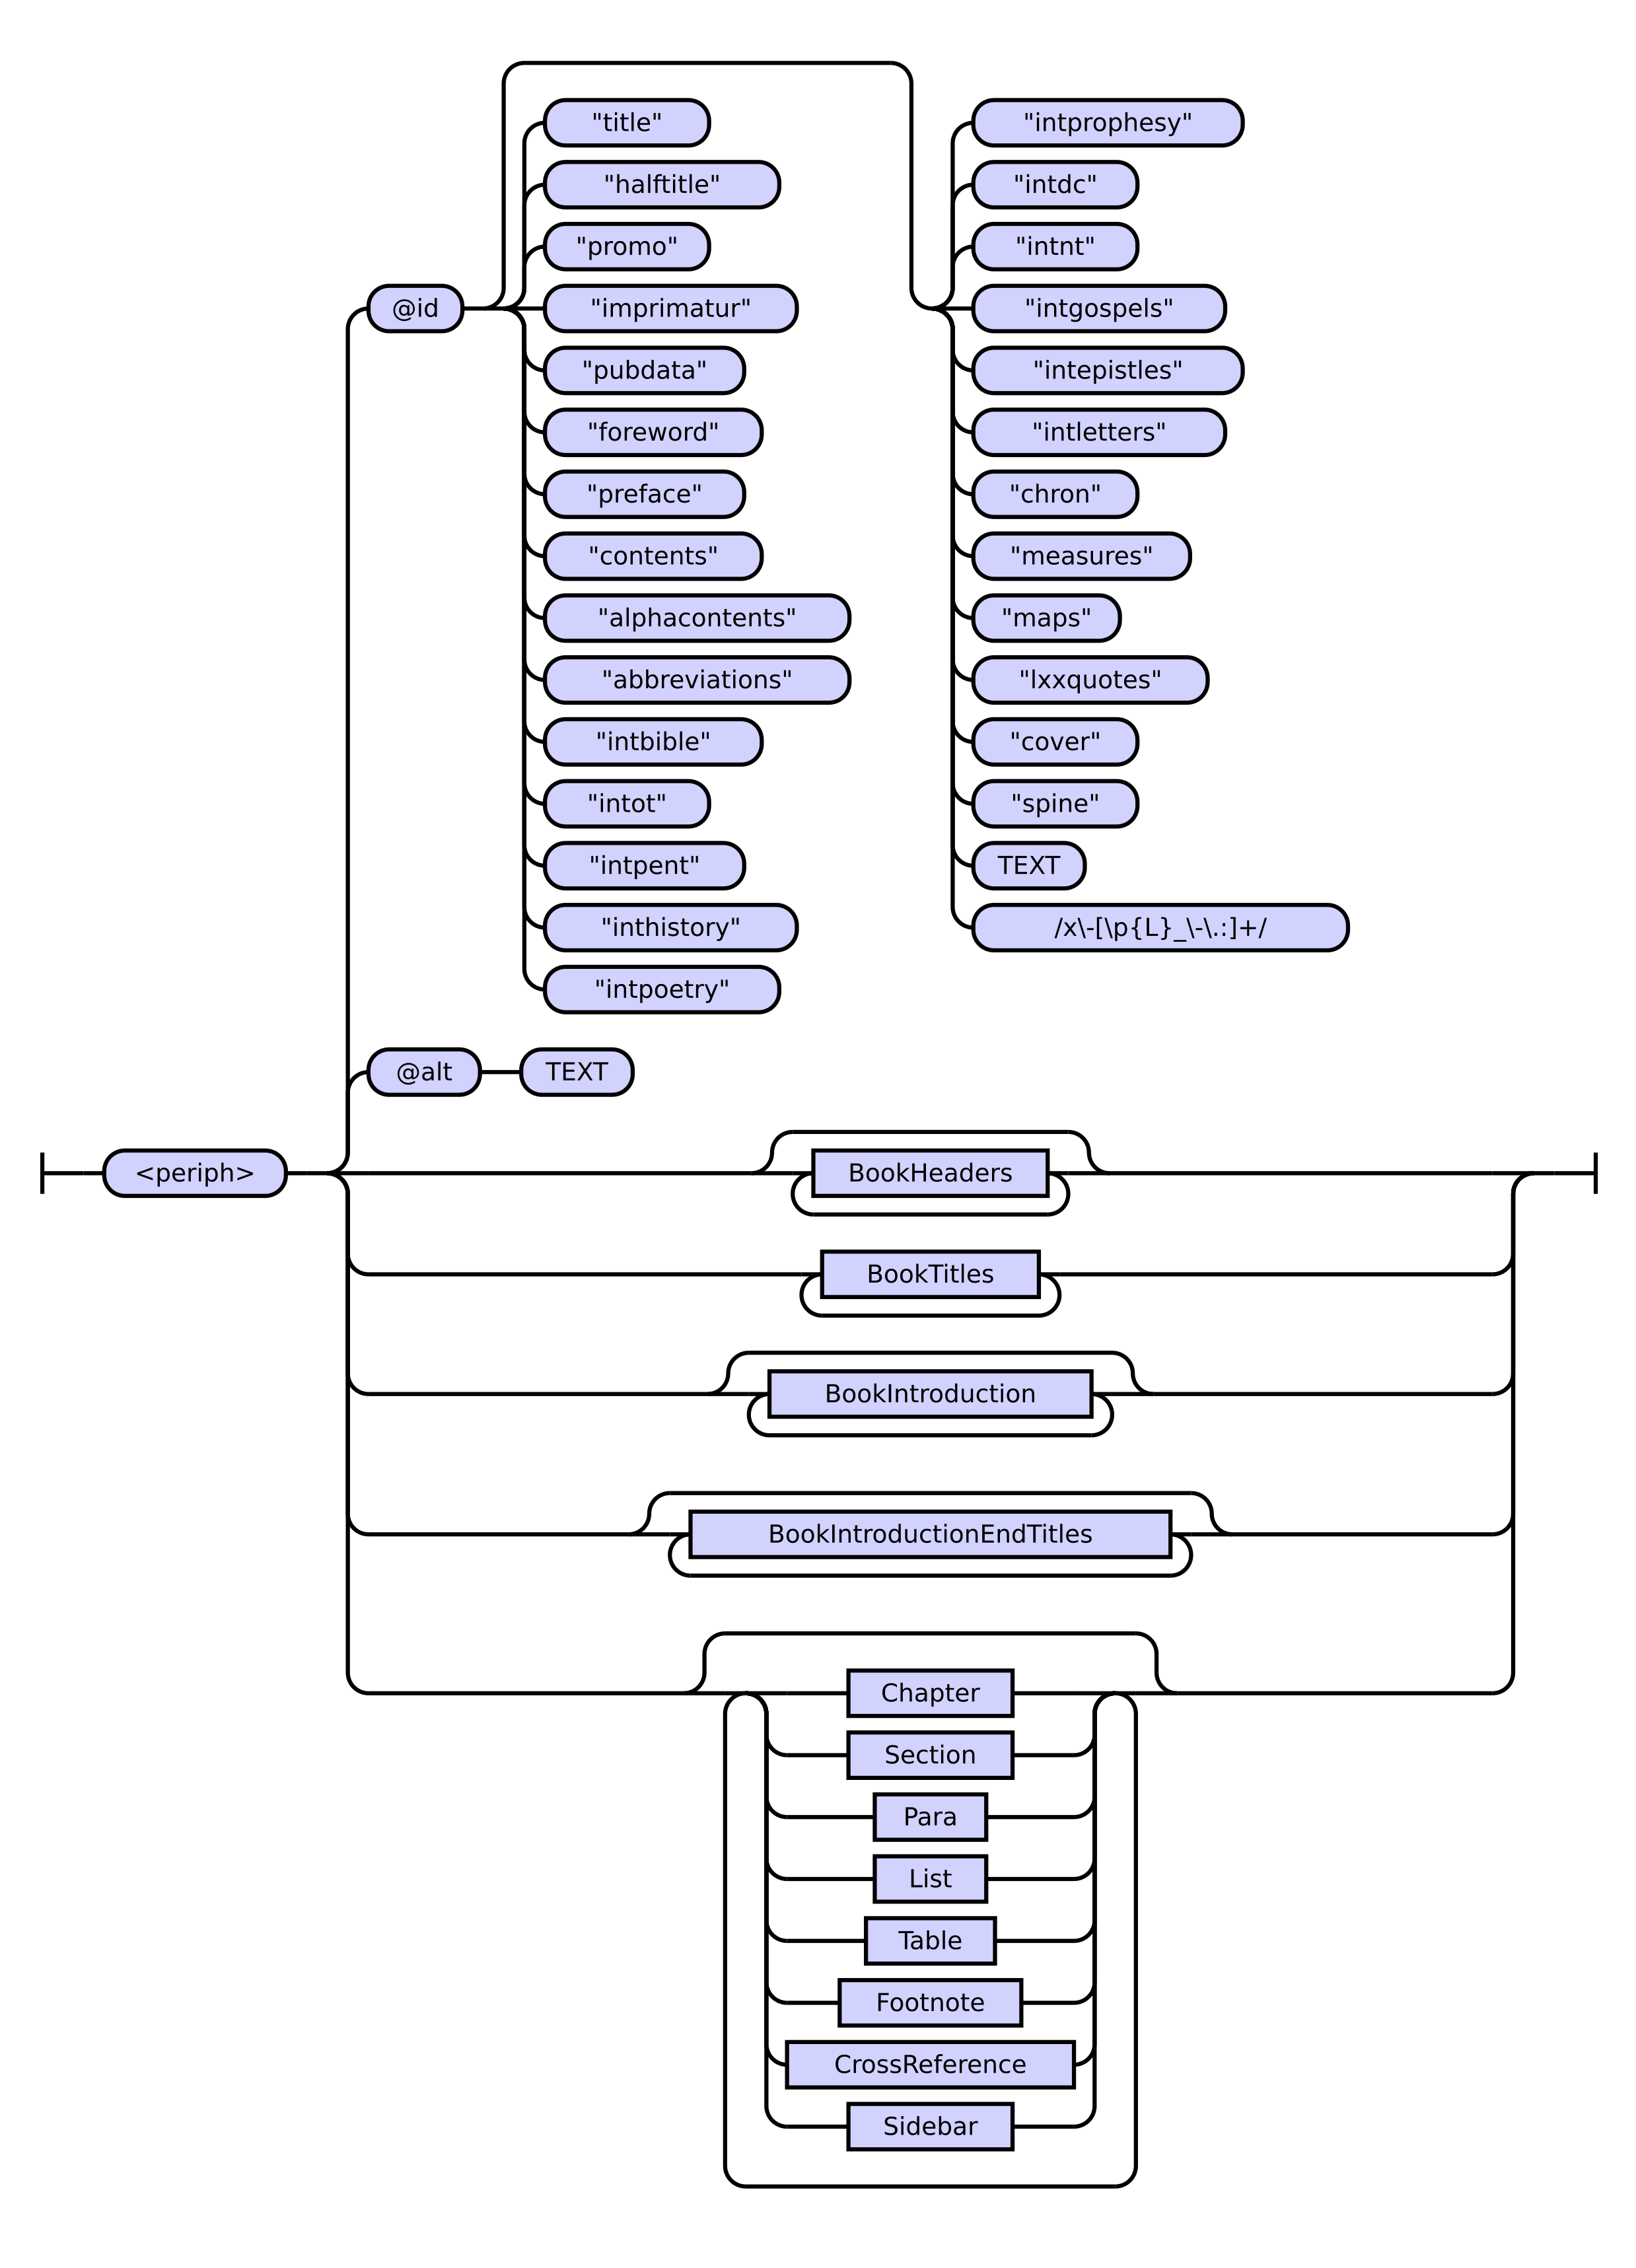 "title"
"halftitle"
"promo"
@id
"imprimatur"
"pubdata"
"foreword"
"preface"
"contents"
"alphacontents"
"abbreviations"
"intbible"
"intot"
"intpent"
"inthistory"
"intpoetry"
"intprophesy"
"intdc"
"intnt"
"intgospels"
"intepistles"
"intletters"
"chron"
"measures"
"maps"
"lxxquotes"
"cover"
"spine"
TEXT
/x\-[\p{L}_\-\.:]+/
@alt
TEXT
<periph>
BookHeaders
BookTitles
BookIntroduction
BookIntroductionEndTitles
Chapter
Section
Para
List
Table
Footnote
CrossReference
Sidebar